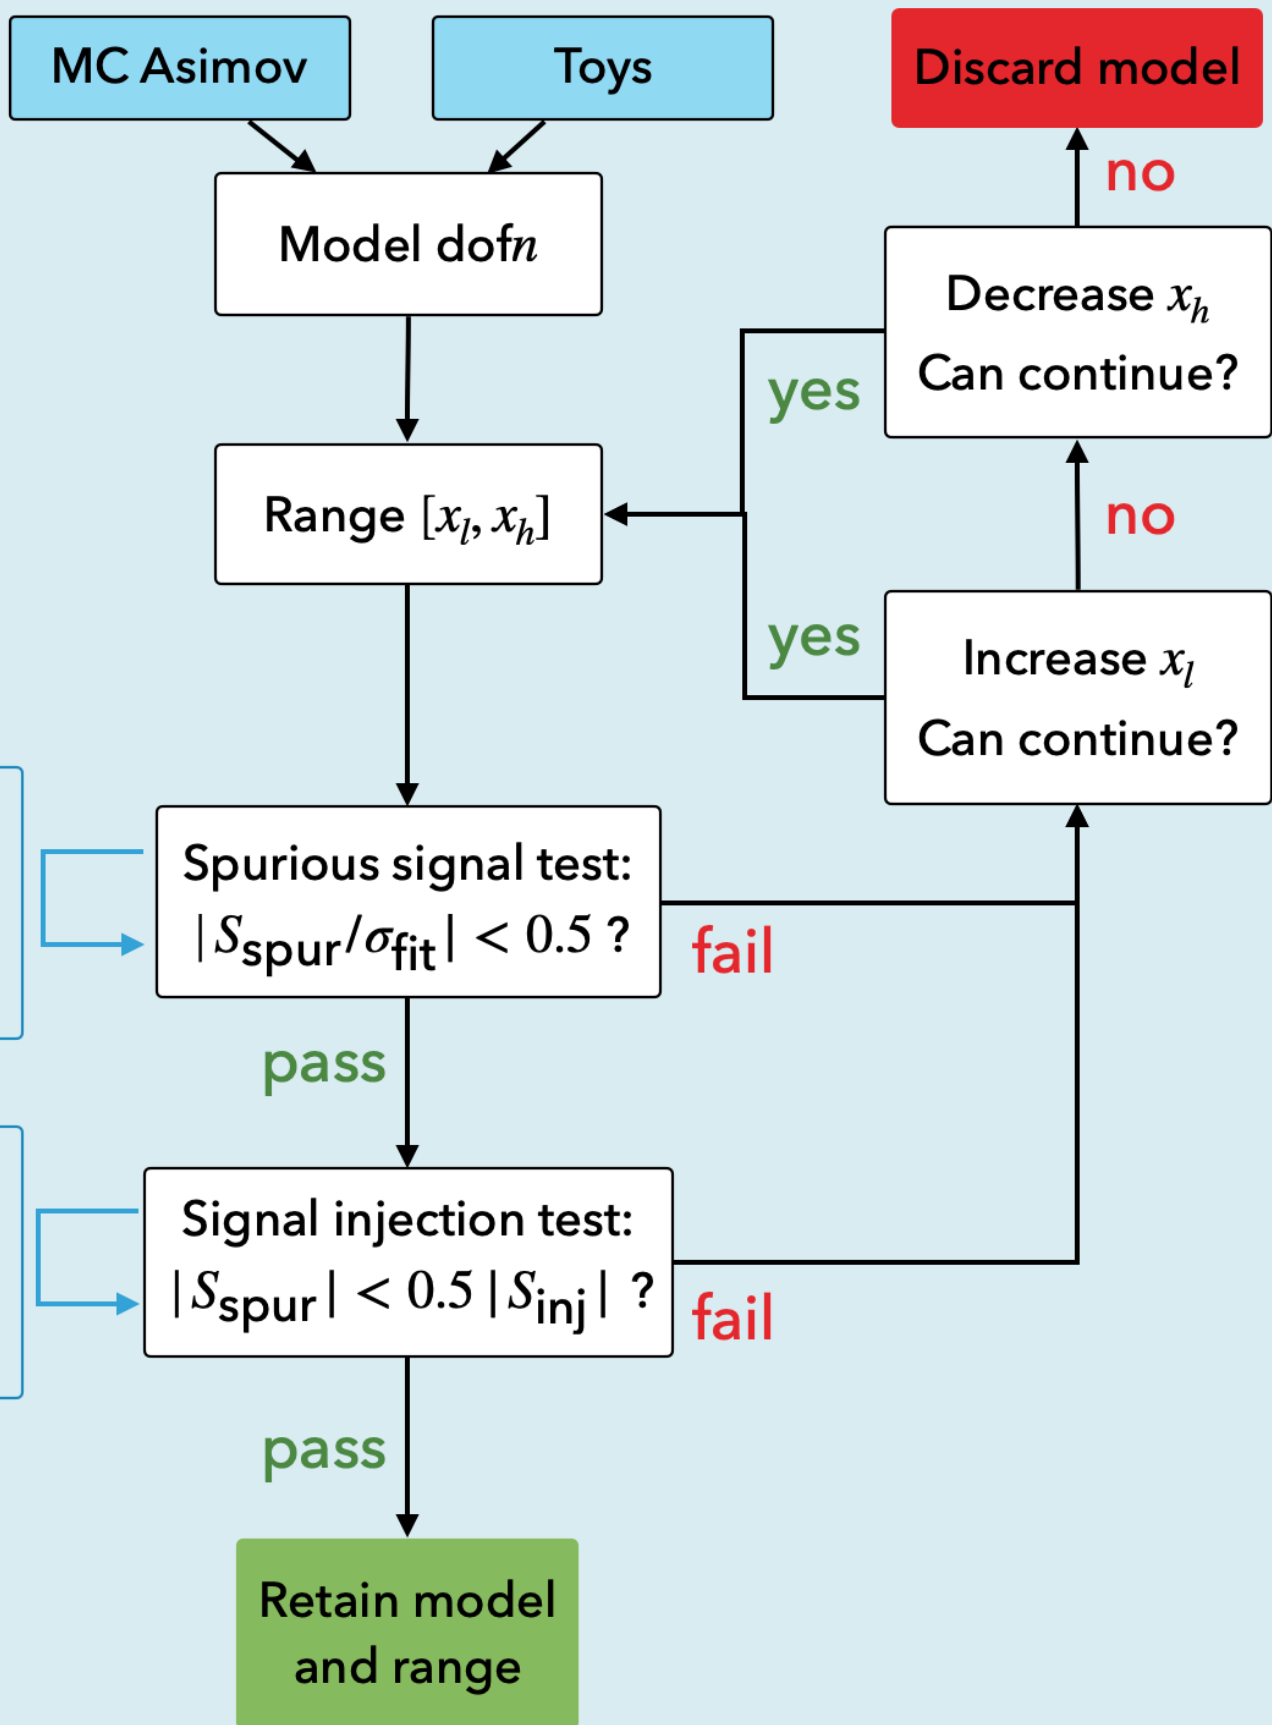 MC Asimov
Toys
Discard model
no
Model dofn
Decrease x_h
Can continue?
yes
no
Range [x_l, x_h]
yes
Increase x_l
Can continue?
Spurious signal test:
|S_spur/σ_fit| < 0.5 ?
fail
pass
Signal injection test:
|S_spur| < 0.5 |S_inj| ?
fail
pass
Retain model
and range